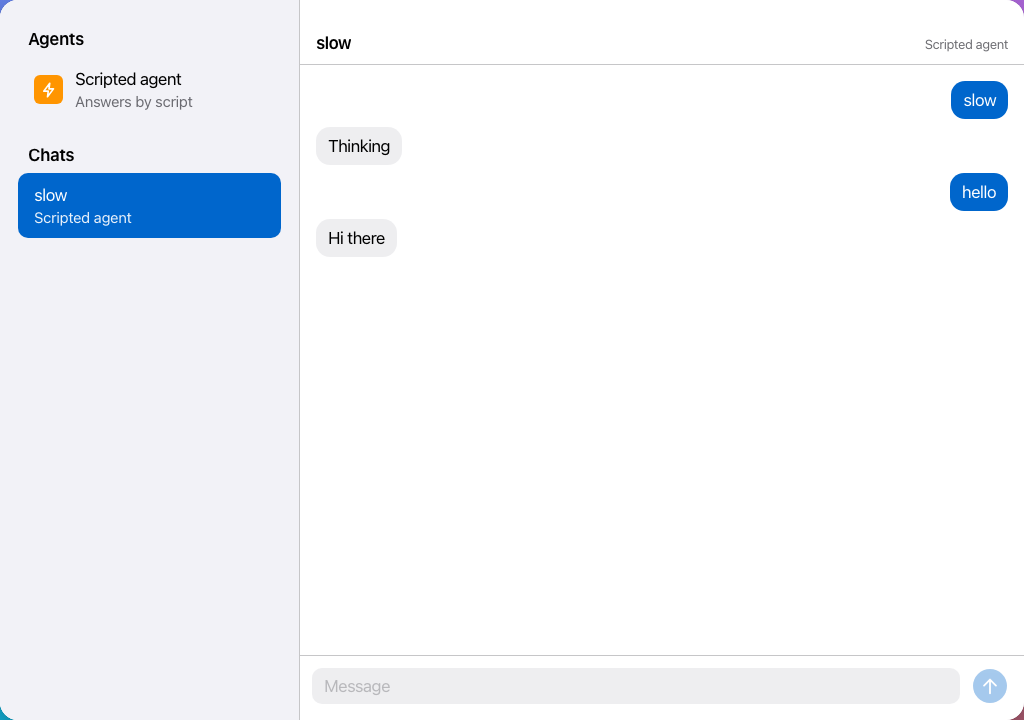 Agents
Scripted agent
Answers by script
Chats
slow
Scripted agent
slow
Scripted agent
slow
Thinking
hello
Hi there
Message